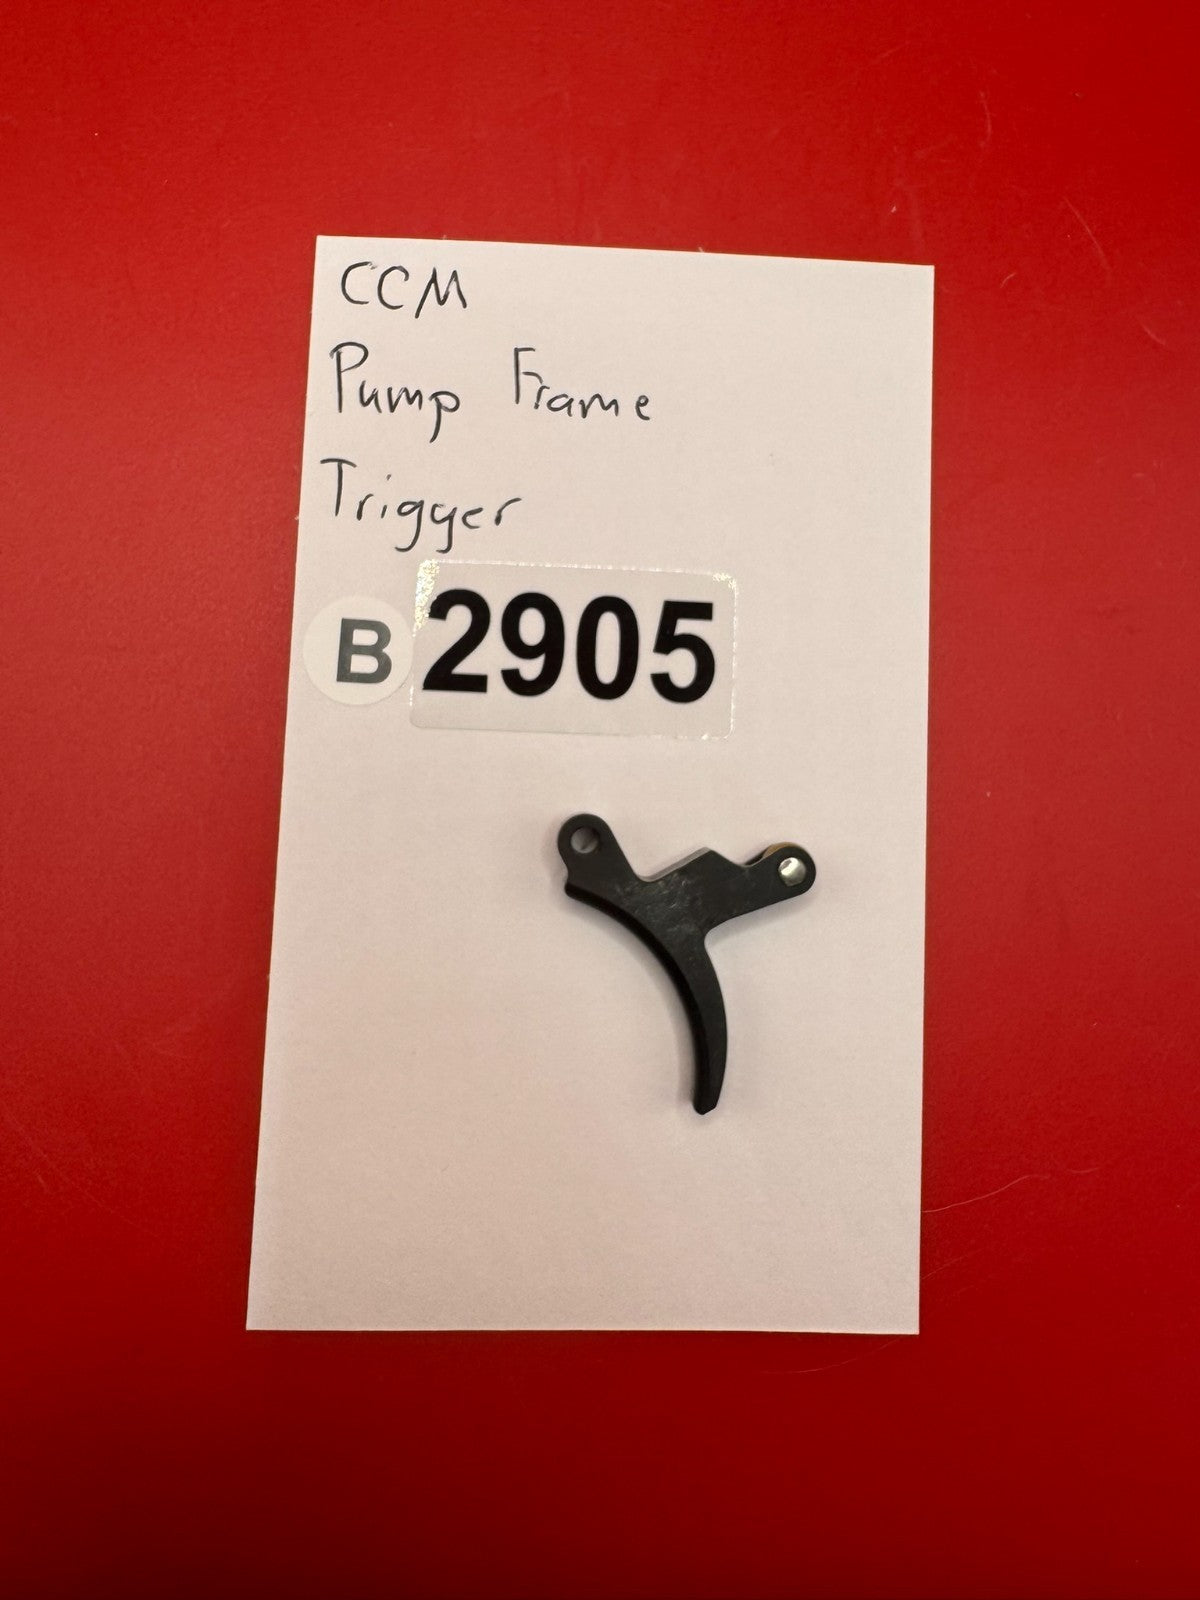 CCM
Pump Frame
Trigger
B 2905